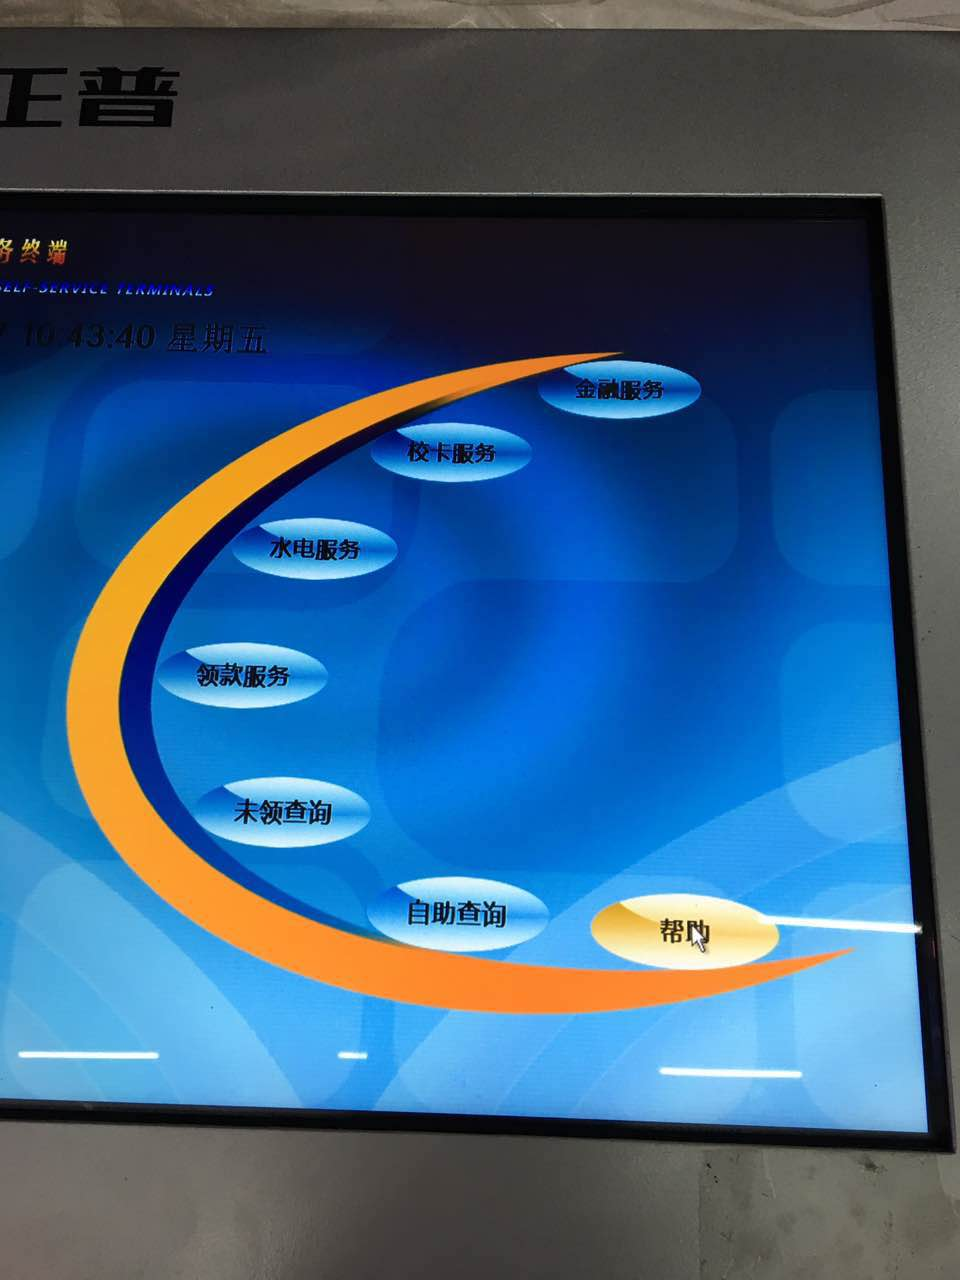 正普
务终端
SELF-SERVICE TERMINALS
10:43:40 星期五
金融服务
校卡服务
水电服务
领款服务
未领查询
自助查询
帮助